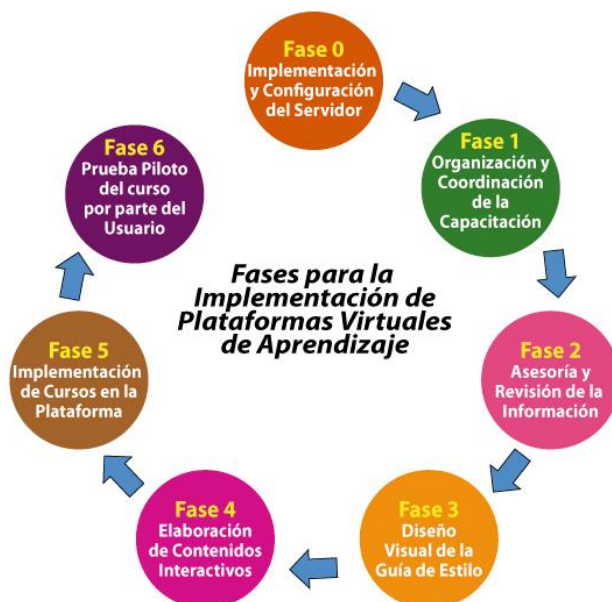 Fase 0
Implementación
y Configuración
del Servidor
Fase 1
Organización y
Coordinación
de la
Capacitación
Fase 2
Asesoría y
Revisión de la
Información
Fase 3
Diseño
Visual de la
Guía de Estilo
Fase 4
Elaboración
de Contenidos
Interactivos
Fase 5
Implementación
de Cursos en la
Plataforma
Fase 6
Prueba Piloto
del curso
por parte del
Usuario
Fases para la
Implementación de
Plataformas Virtuales
de Aprendizaje